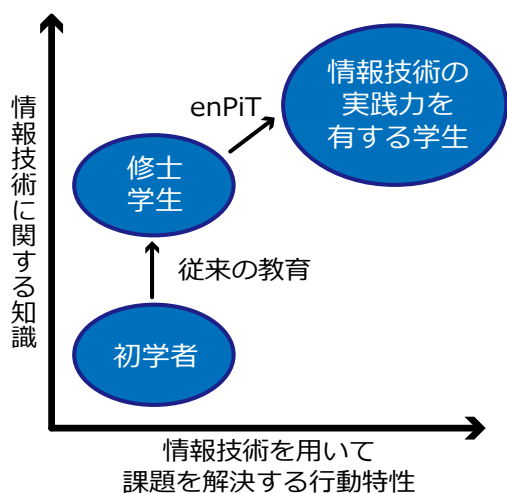 情報技術に関する知識
enPiT
情報技術の
実践力を
有する学生
修士
学生
従来の教育
初学者
情報技術を用いて
課題を解決する行動特性